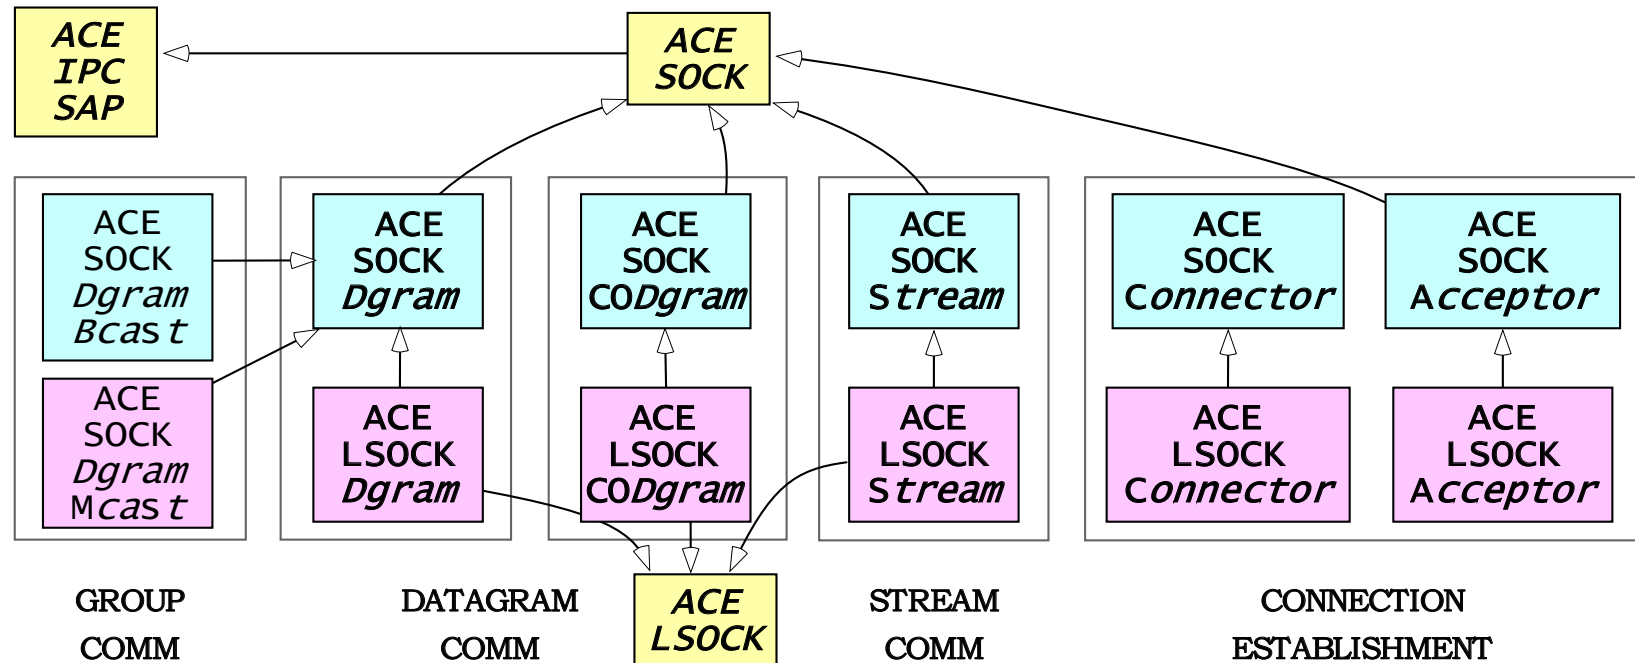 ACE
IPC
SAP
ACE
SOCK
ACE
SOCK
Dgram
Bcast
ACE
SOCK
Dgram
ACE
SOCK
CODgram
ACE
SOCK
Stream
ACE
SOCK
Connector
ACE
SOCK
Acceptor
ACE
SOCK
Dgram
Mcast
ACE
LSOCK
Dgram
ACE
LSOCK
CODgram
ACE
LSOCK
Stream
ACE
LSOCK
Connector
ACE
LSOCK
Acceptor
ACE
LSOCK
GROUP
COMM
DATAGRAM
COMM
STREAM
COMM
CONNECTION
ESTABLISHMENT